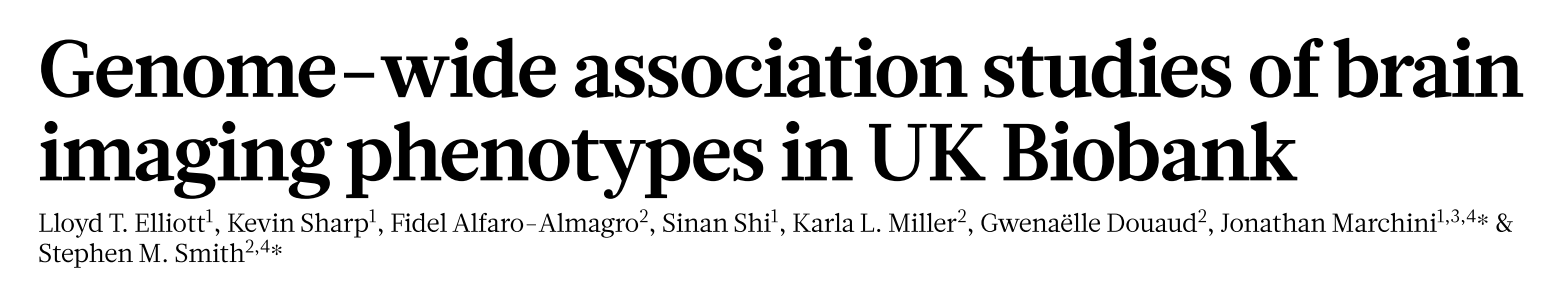 Genome-wide association studies of brain
imaging phenotypes in UK Biobank
Lloyd T. Elliott1, Kevin Sharp1, Fidel Alfaro-Almagro2, Sinan Shi1, Karla L. Miller2, Gwenaëlle Douaud2, Jonathan Marchini1,3,4* &
Stephen M. Smith2,4*